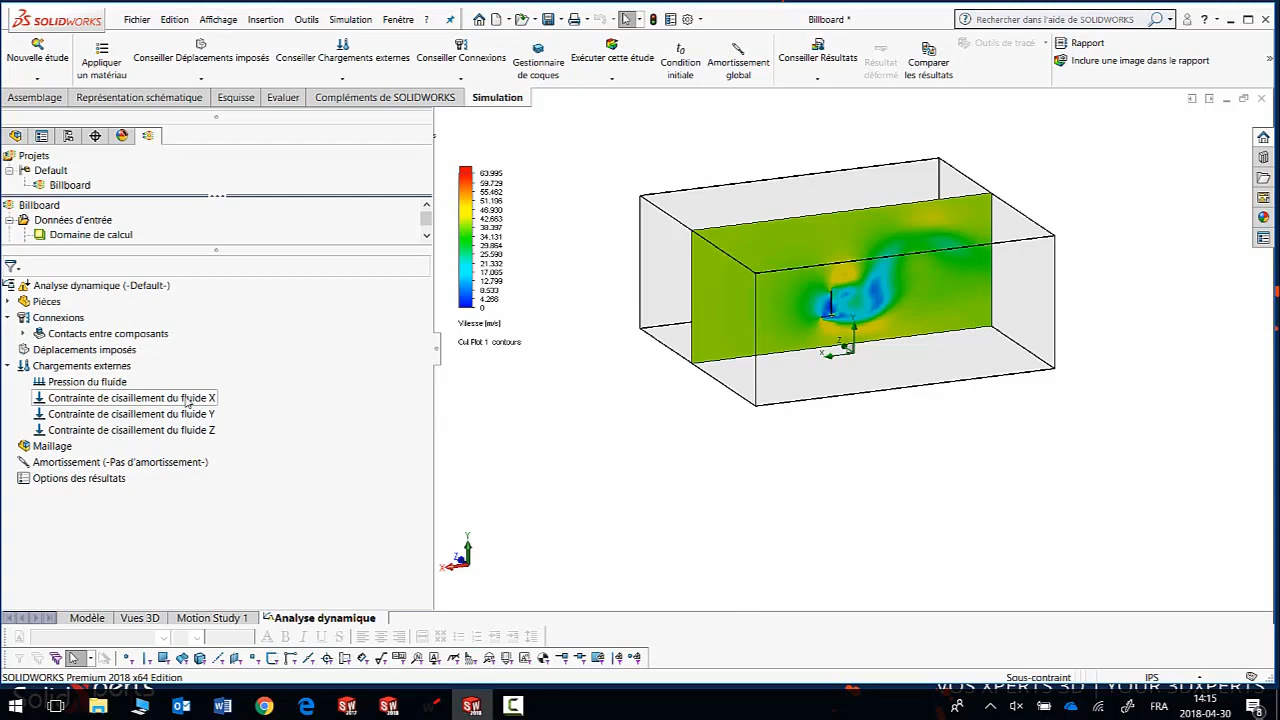 SOLIDWORKS Fichier Edition Affichage Insertion Outils Simulation Fenêtre ? Billboard * Rechercher dans l'aide de SOLIDWORKS ?
Nouvelle étude Appliquer un matériau Conseiller Déplacements imposés Conseiller Chargements externes Conseiller Connexions Gestionnaire de coques Exécuter cette étude Condition initiale Amortissement global Conseiller Résultats Résultat déformé Comparer les résultats Outils de tracé Rapport
Inclure une image dans le rapport
Assemblage Représentation schématique Esquisse Evaluer Compléments de SOLIDWORKS Simulation
Projets
Default
Billboard
Billboard
Données d'entrée
Domaine de calcul
Analyse dynamique (-Default-)
Pièces
Connexions
Contacts entre composants
Déplacements imposés
Chargements externes
Pression du fluide
Contrainte de cisaillement du fluide X
Contrainte de cisaillement du fluide Y
Contrainte de cisaillement du fluide Z
Maillage
Amortissement (-Pas d'amortissement-)
Options des résultats
63.995
59.729
55.462
51.196
46.930
42.663
38.397
34.131
29.864
25.598
21.332
17.065
12.799
8.533
4.266
0
Vitesse [m/s]
Cut Plot 1 contours
Y
Z
X
Y
Z
X
Modèle Vues 3D Motion Study 1 Analyse dynamique
A A B I U S
SOLIDWORKS Premium 2018 x64 Edition Sous-contraint IPS
VOS XPERTS 3D | YOUR 3DXPERTS
14:15
FRA
2018-04-30
8